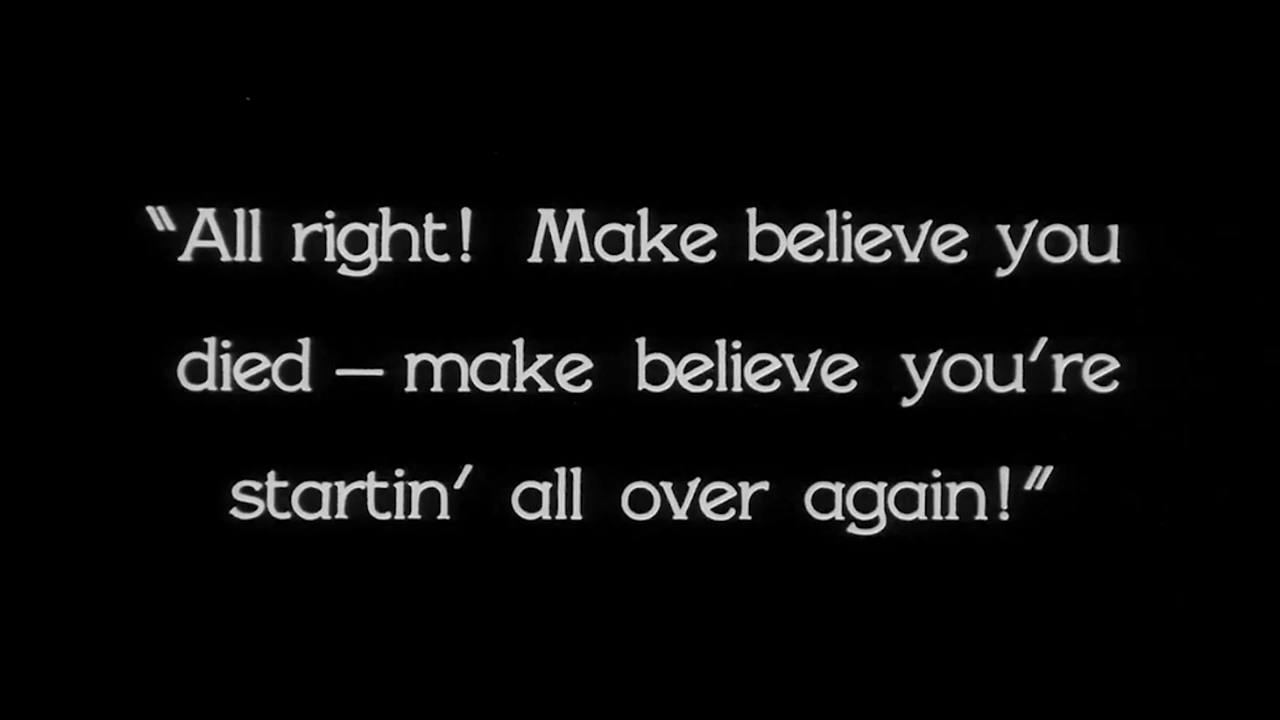 “All right! Make believe you
died – make believe you're
startin' all over again!”